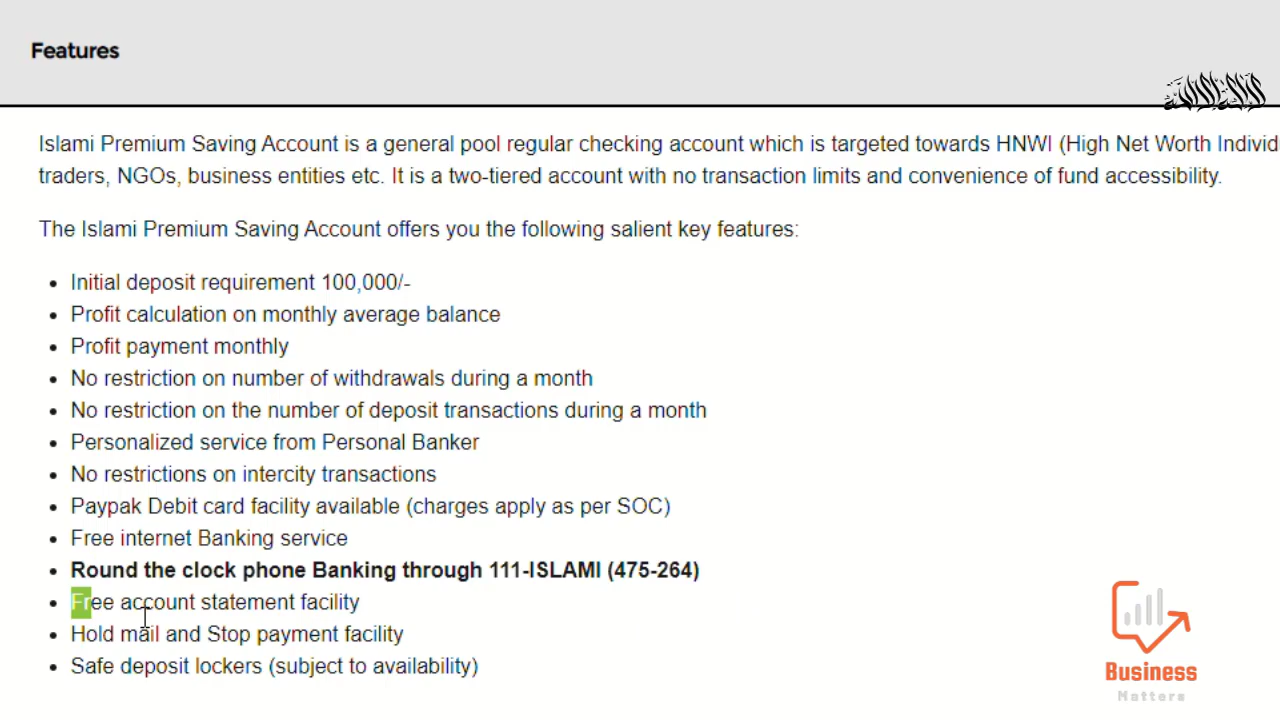 Features
Islami Premium Saving Account is a general pool regular checking account which is targeted towards HNWI (High Net Worth Individ
traders, NGOs, business entities etc. It is a two-tiered account with no transaction limits and convenience of fund accessibility.
The Islami Premium Saving Account offers you the following salient key features:
• Initial deposit requirement 100,000/-
• Profit calculation on monthly average balance
• Profit payment monthly
• No restriction on number of withdrawals during a month
• No restriction on the number of deposit transactions during a month
• Personalized service from Personal Banker
• No restrictions on intercity transactions
• Paypak Debit card facility available (charges apply as per SOC)
• Free internet Banking service
• Round the clock phone Banking through 111-ISLAMI (475-264)
• Free account statement facility
• Hold mail and Stop payment facility
• Safe deposit lockers (subject to availability)
Business
Matters